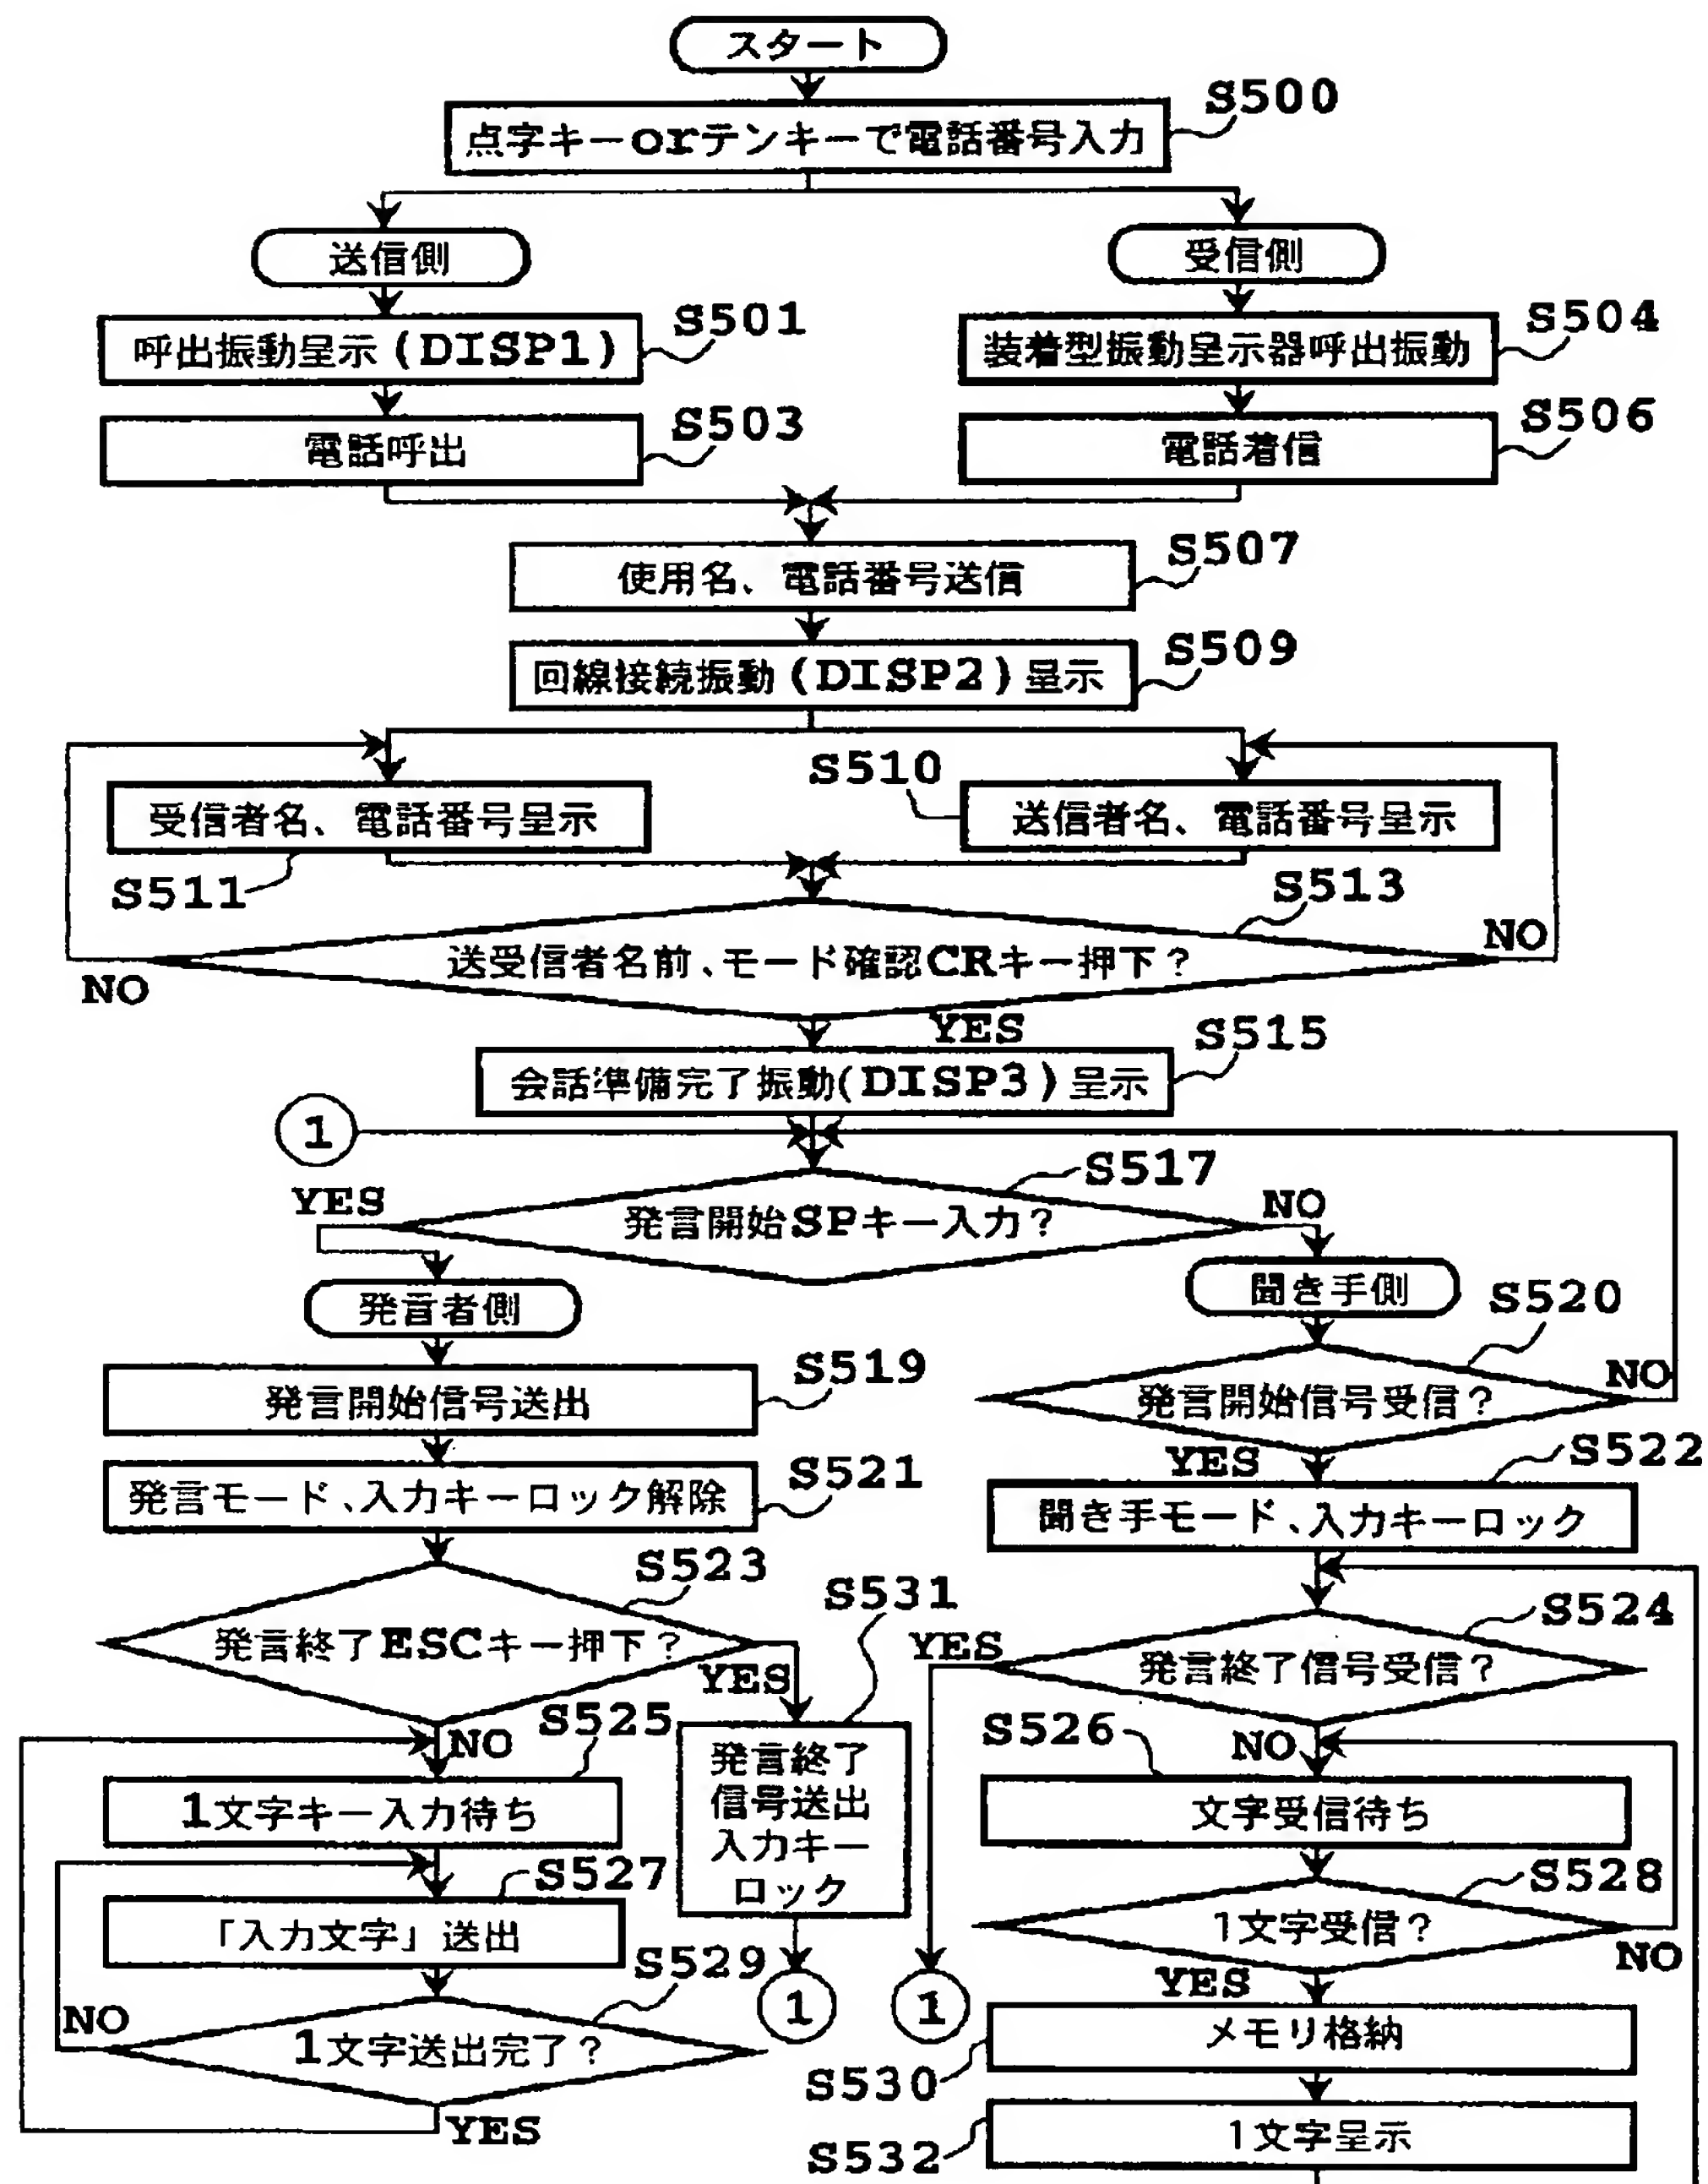 スタート
S500
点字キーorテンキーで電話番号入力
送信側
受信側
呼出振動呈示(DISP1)
S501
装着型振動呈示器呼出振動
S504
電話呼出
S503
電話着信
S506
使用名、電話番号送信
S507
回線接続振動(DISP2)呈示
S509
受信者名、電話番号呈示
S511
S510
送信者名、電話番号呈示
S513
送受信者名前、モード確認CRキー押下?
NO
NO
YES
会話準備完了振動(DISP3)呈示
S515
1
S517
発言開始SPキー入力?
YES
NO
発言者側
聞き手側
発言開始信号送出
S519
S520
発言開始信号受信?
NO
YES
発言モード、入力キーロック解除
S521
聞き手モード、入力キーロック
S522
S523
発言終了ESCキー押下?
YES
NO
S531
発言終了
信号送出
入力キー
ロック
1
S524
発言終了信号受信?
YES
NO
1
S525
1文字キー入力待ち
S526
文字受信待ち
S527
「入力文字」送出
S528
1文字受信?
NO
YES
S529
1文字送出完了?
NO
YES
S530
メモリ格納
S532
1文字呈示